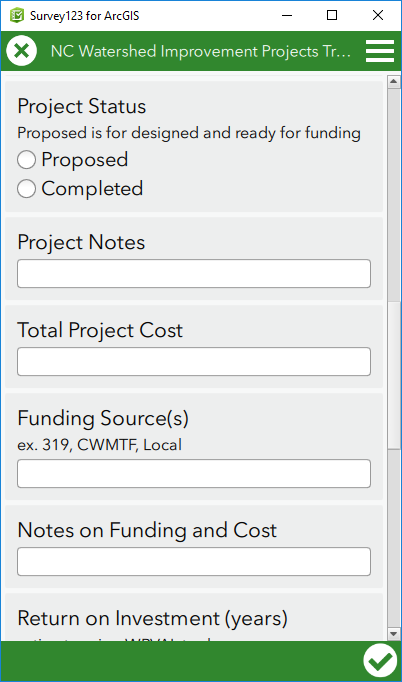 Survey123 for ArcGIS
NC Watershed Improvement Projects Tr...
Project Status
Proposed is for designed and ready for funding
Proposed
Completed
Project Notes
Total Project Cost
Funding Source(s)
ex. 319, CWMTF, Local
Notes on Funding and Cost
Return on Investment (years)